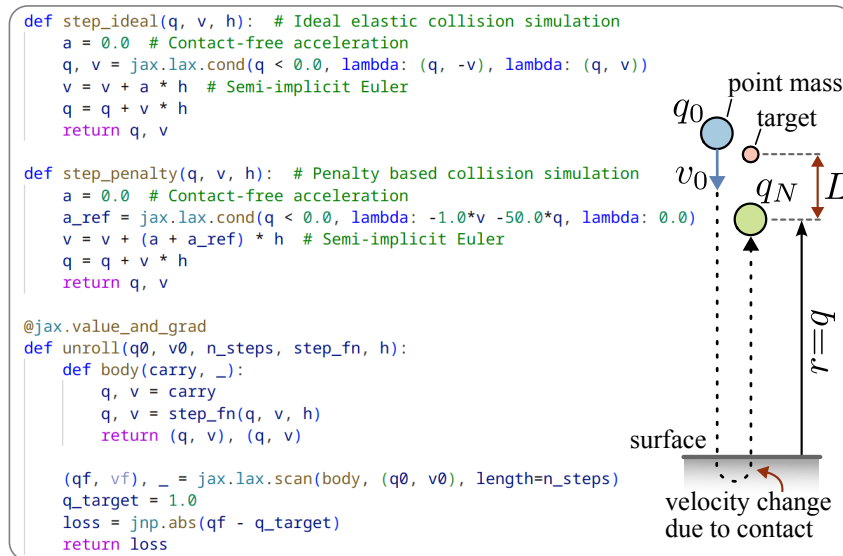 def step_ideal(q, v, h):  # Ideal elastic collision simulation
    a = 0.0  # Contact-free acceleration
    q, v = jax.lax.cond(q < 0.0, lambda: (q, -v), lambda: (q, v))
    v = v + a * h  # Semi-implicit Euler
    q = q + v * h
    return q, v

def step_penalty(q, v, h):  # Penalty based collision simulation
    a = 0.0  # Contact-free acceleration
    a_ref = jax.lax.cond(q < 0.0, lambda: -1.0*v -50.0*q, lambda: 0.0)
    v = v + (a + a_ref) * h  # Semi-implicit Euler
    q = q + v * h
    return q, v

@jax.value_and_grad
def unroll(q0, v0, n_steps, step_fn, h):
    def body(carry, _):
        q, v = carry
        q, v = step_fn(q, v, h)
        return (q, v), (q, v)

    (qf, vf), _ = jax.lax.scan(body, (q0, v0), length=n_steps)
    q_target = 1.0
    loss = jnp.abs(qf - q_target)
    return loss
point mass
q₀
target
v₀
q_N
L
q=r
surface
velocity change
due to contact